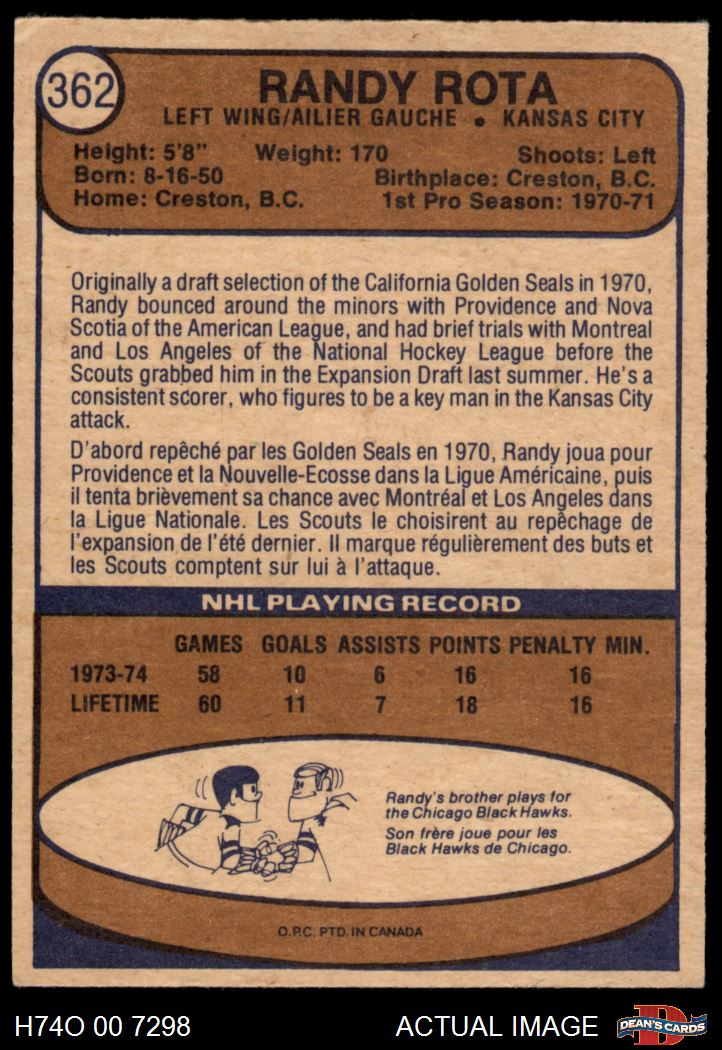 362
RANDY ROTA
LEFT WING/AILIER GAUCHE • KANSAS CITY
Height: 5'8" Weight: 170 Shoots: Left
Born: 8-16-50 Birthplace: Creston, B.C.
Home: Creston, B.C. 1st Pro Season: 1970-71
Originally a draft selection of the California Golden Seals in 1970,
Randy bounced around the minors with Providence and Nova
Scotia of the American League, and had brief trials with Montreal
and Los Angeles of the National Hockey League before the
Scouts grabbed him in the Expansion Draft last summer. He's a
consistent scorer, who figures to be a key man in the Kansas City
attack.
D'abord repêché par les Golden Seals en 1970, Randy joua pour
Providence et la Nouvelle-Ecosse dans la Ligue Américaine, puis
il tenta brièvement sa chance avec Montréal et Los Angeles dans
la Ligue Nationale. Les Scouts le choisirent au repêchage de
l'expansion de l'été dernier. Il marque régulièrement des buts et
les Scouts comptent sur lui à l'attaque.
NHL PLAYING RECORD
GAMES GOALS ASSISTS POINTS PENALTY MIN.
1973-74 58 10 6 16 16
LIFETIME 60 11 7 18 16
Randy's brother plays for
the Chicago Black Hawks.
Son frère joue pour les
Black Hawks de Chicago.
O.P.C. PTD. IN CANADA
H74O 00 7298 ACTUAL IMAGE D DEAN'S CARDS